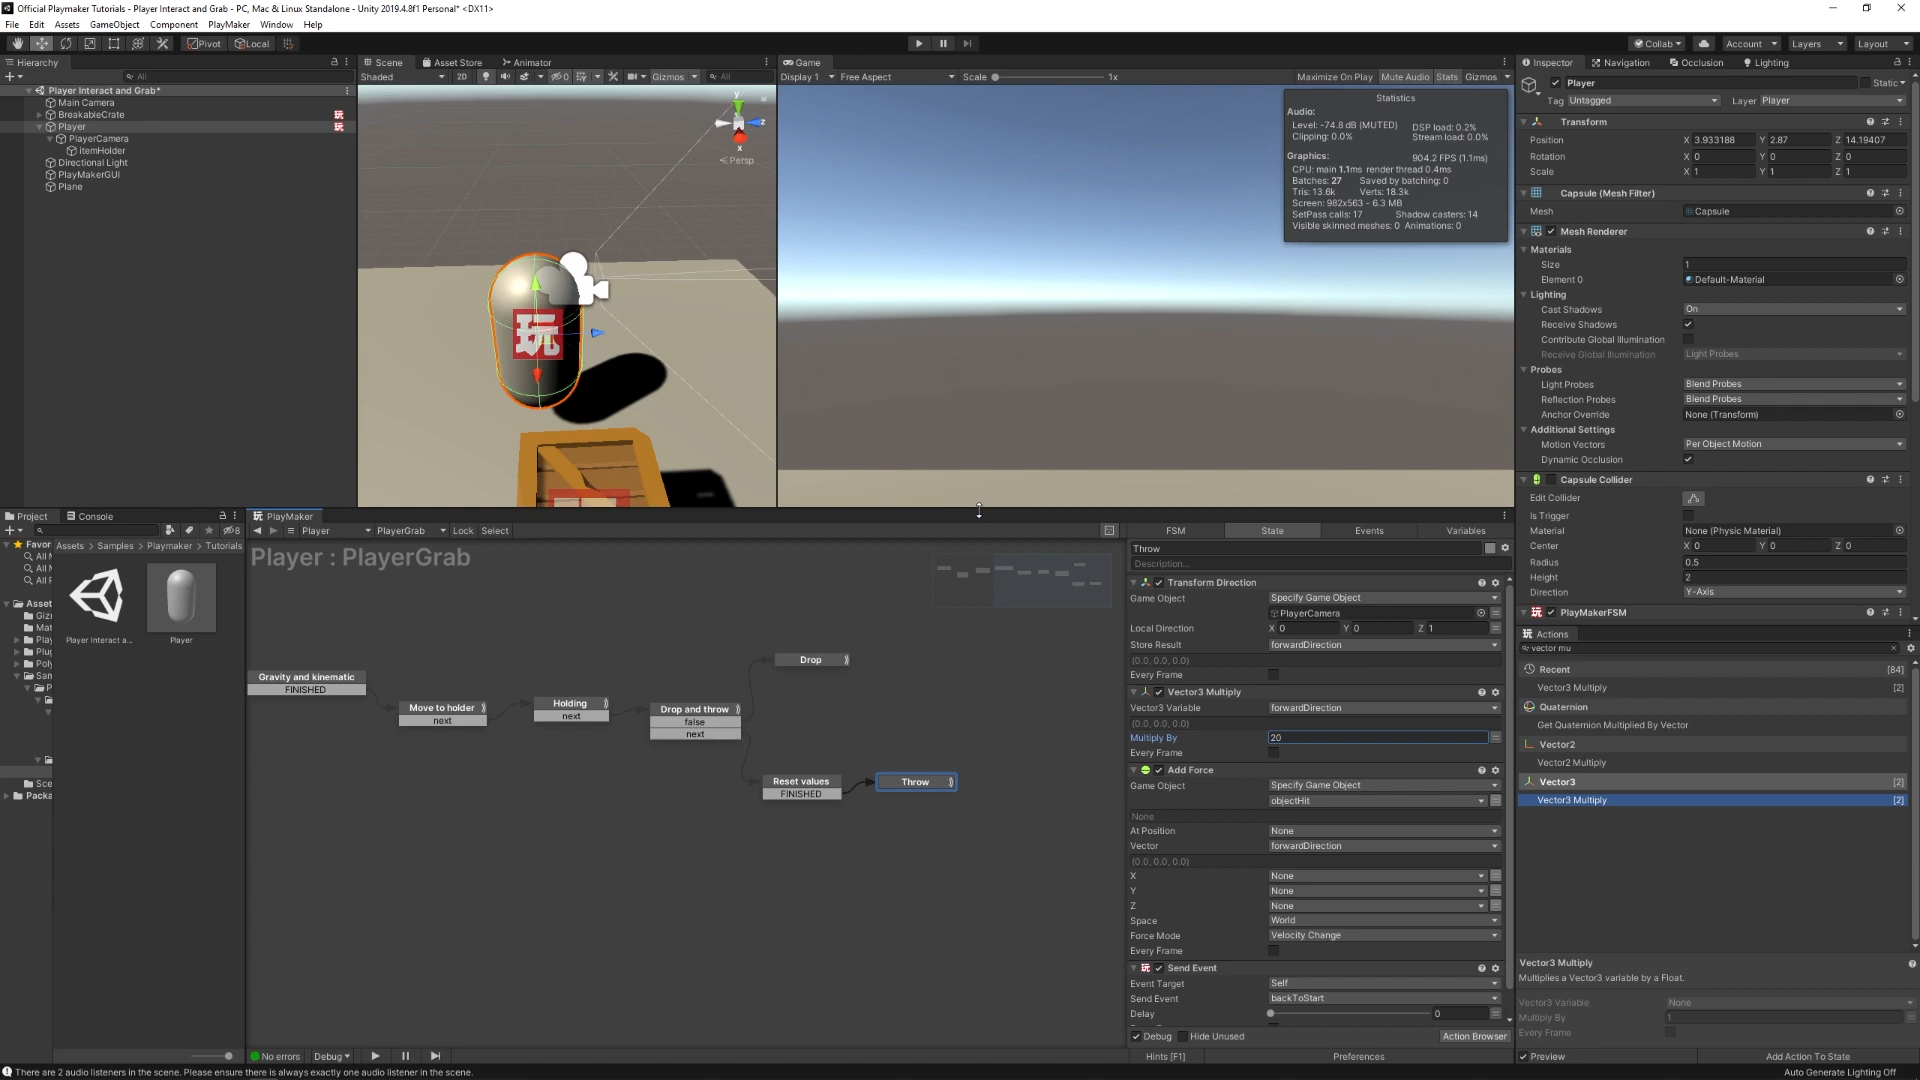 Official Playmaker Tutorials - Player Interact and Grab - PC, Mac & Linux Standalone - Unity 2019.4.8f1 Personal* <DX11>
File Edit Assets GameObject Component PlayMaker Window Help
Pivot Local Collab Account Layers Layout
Hierarchy
All
Player Interact and Grab*
Main Camera
BreakableCrate
Player
PlayerCamera
itemHolder
Directional Light
PlayMakerGUI
Plane
Scene Asset Store Animator
Shaded 2D 0 Gizmos All
y
z
x
Persp
玩
Game
Display 1 Free Aspect Scale 1x Maximize On Play Mute Audio Stats Gizmos
Statistics
Audio:
Level: -74.8 dB (MUTED) DSP load: 0.2%
Clipping: 0.0% Stream load: 0.0%
Graphics: 904.2 FPS (1.1ms)
CPU: main 1.1ms render thread 0.4ms
Batches: 27 Saved by batching: 0
Tris: 13.6k Verts: 18.3k
Screen: 982x563 - 6.3 MB
SetPass calls: 17 Shadow casters: 14
Visible skinned meshes: 0 Animations: 0
Inspector Navigation Occlusion Lighting
Player Static
Tag Untagged Layer Player
Transform
Position X 3.933188 Y 2.87 Z 14.19407
Rotation X 0 Y 0 Z 0
Scale X 1 Y 1 Z 1
Capsule (Mesh Filter)
Mesh Capsule
Mesh Renderer
Materials
Size 1
Element 0 Default-Material
Lighting
Cast Shadows On
Receive Shadows
Contribute Global Illumination
Receive Global Illumination Light Probes
Probes
Light Probes Blend Probes
Reflection Probes Blend Probes
Anchor Override None (Transform)
Additional Settings
Motion Vectors Per Object Motion
Dynamic Occlusion
Capsule Collider
Edit Collider
Is Trigger
Material None (Physic Material)
Center X 0 Y 0 Z 0
Radius 0.5
Height 2
Direction Y-Axis
PlayMakerFSM
Project Console
8
Favor
All M
All M
All P
Asset
Giz
Mat
Play
Plug
Poly
Sam
P
Sce
Packa
Assets > Samples > Playmaker > Tutorials
Player Interact a...
Player
PlayMaker
Player PlayerGrab Lock Select
Player : PlayerGrab
Gravity and kinematic
FINISHED
Move to holder
next
Holding
next
Drop and throw
false
next
Drop
Reset values
FINISHED
Throw
No errors Debug
FSM State Events Variables
Throw
Description...
Transform Direction
Game Object Specify Game Object
PlayerCamera
Local Direction X 0 Y 0 Z 1
Store Result forwardDirection
(0.0, 0.0, 0.0)
Every Frame
Vector3 Multiply
Vector3 Variable forwardDirection
(0.0, 0.0, 0.0)
Multiply By 20
Every Frame
Add Force
Game Object Specify Game Object
objectHit
None
At Position None
Vector forwardDirection
(0.0, 0.0, 0.0)
X None
Y None
Z None
Space World
Force Mode Velocity Change
Every Frame
Send Event
Event Target Self
Send Event backToStart
Delay 0
Debug Hide Unused Action Browser
Hints [F1] Preferences
Actions
vector mu
Recent [84]
Vector3 Multiply [2]
Quaternion
Get Quaternion Multiplied By Vector
Vector2
Vector2 Multiply
Vector3 [2]
Vector3 Multiply [2]
Vector3 Multiply
Multiplies a Vector3 variable by a Float.
Vector3 Variable None
Multiply By 1
Every Frame
Preview Add Action To State
There are 2 audio listeners in the scene. Please ensure there is always exactly one audio listener in the scene.
Auto Generate Lighting Off